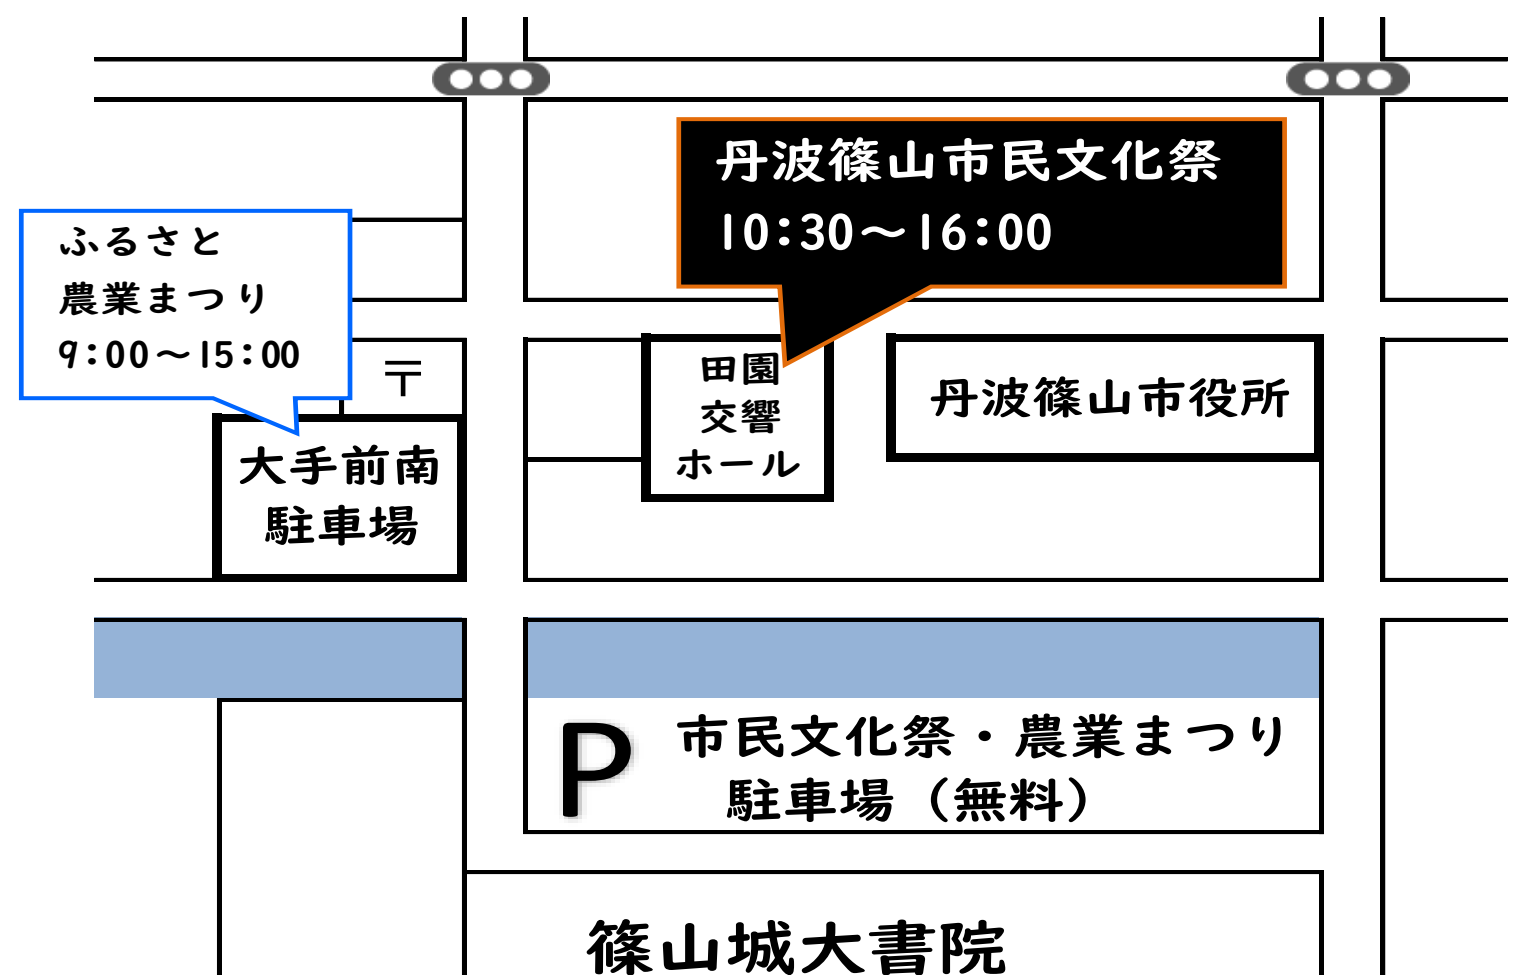 丹波篠山市民文化祭
10:30～16:00
ふるさと
農業まつり
9:00～15:00
〒
田園
交響
ホール
丹波篠山市役所
大手前南
駐車場
P
市民文化祭・農業まつり
駐車場（無料）
篠山城大書院